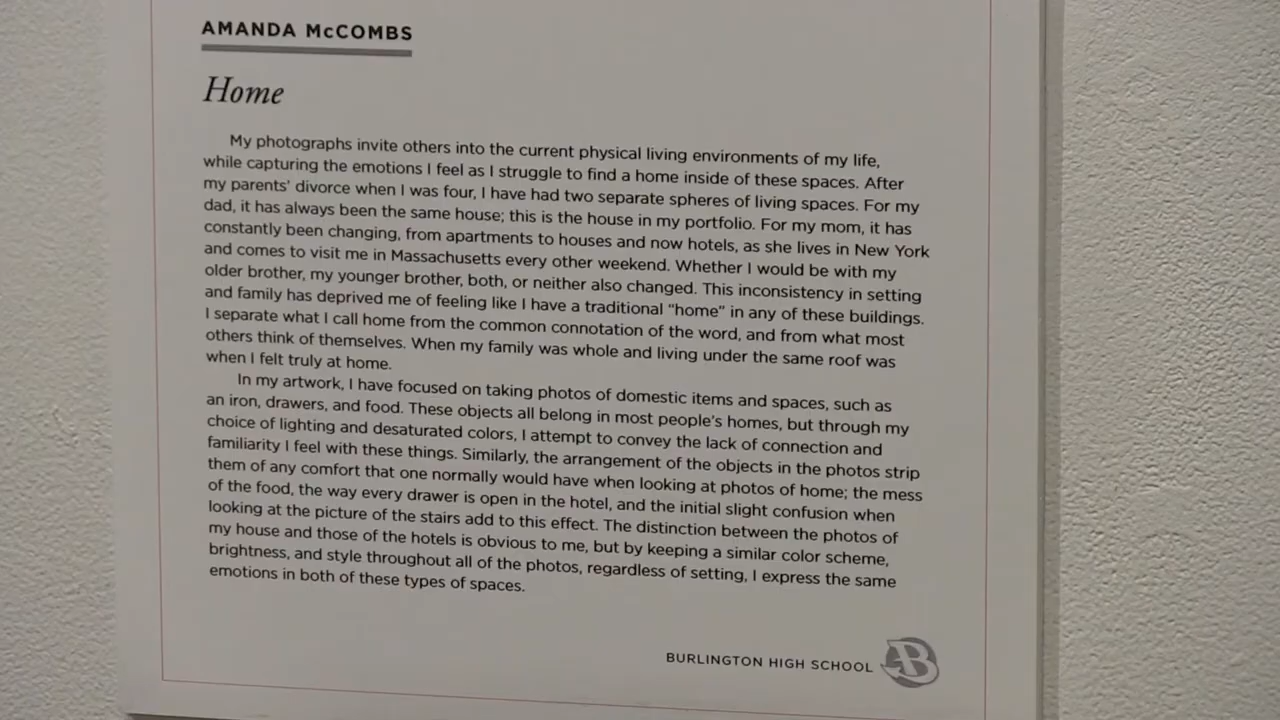 AMANDA McCOMBS
Home
My photographs invite others into the current physical living environments of my life,
while capturing the emotions I feel as I struggle to find a home inside of these spaces. After
my parents' divorce when I was four, I have had two separate spheres of living spaces. For my
dad, it has always been the same house; this is the house in my portfolio. For my mom, it has
constantly been changing, from apartments to houses and now hotels, as she lives in New York
and comes to visit me in Massachusetts every other weekend. Whether I would be with my
older brother, my younger brother, both, or neither also changed. This inconsistency in setting
and family has deprived me of feeling like I have a traditional "home" in any of these buildings.
I separate what I call home from the common connotation of the word, and from what most
others think of themselves. When my family was whole and living under the same roof was
when I felt truly at home.
In my artwork, I have focused on taking photos of domestic items and spaces, such as
an iron, drawers, and food. These objects all belong in most people's homes, but through my
choice of lighting and desaturated colors, I attempt to convey the lack of connection and
familiarity I feel with these things. Similarly, the arrangement of the objects in the photos strip
them of any comfort that one normally would have when looking at photos of home; the mess
of the food, the way every drawer is open in the hotel, and the initial slight confusion when
looking at the picture of the stairs add to this effect. The distinction between the photos of
my house and those of the hotels is obvious to me, but by keeping a similar color scheme,
brightness, and style throughout all of the photos, regardless of setting, I express the same
emotions in both of these types of spaces.
BURLINGTON HIGH SCHOOL B